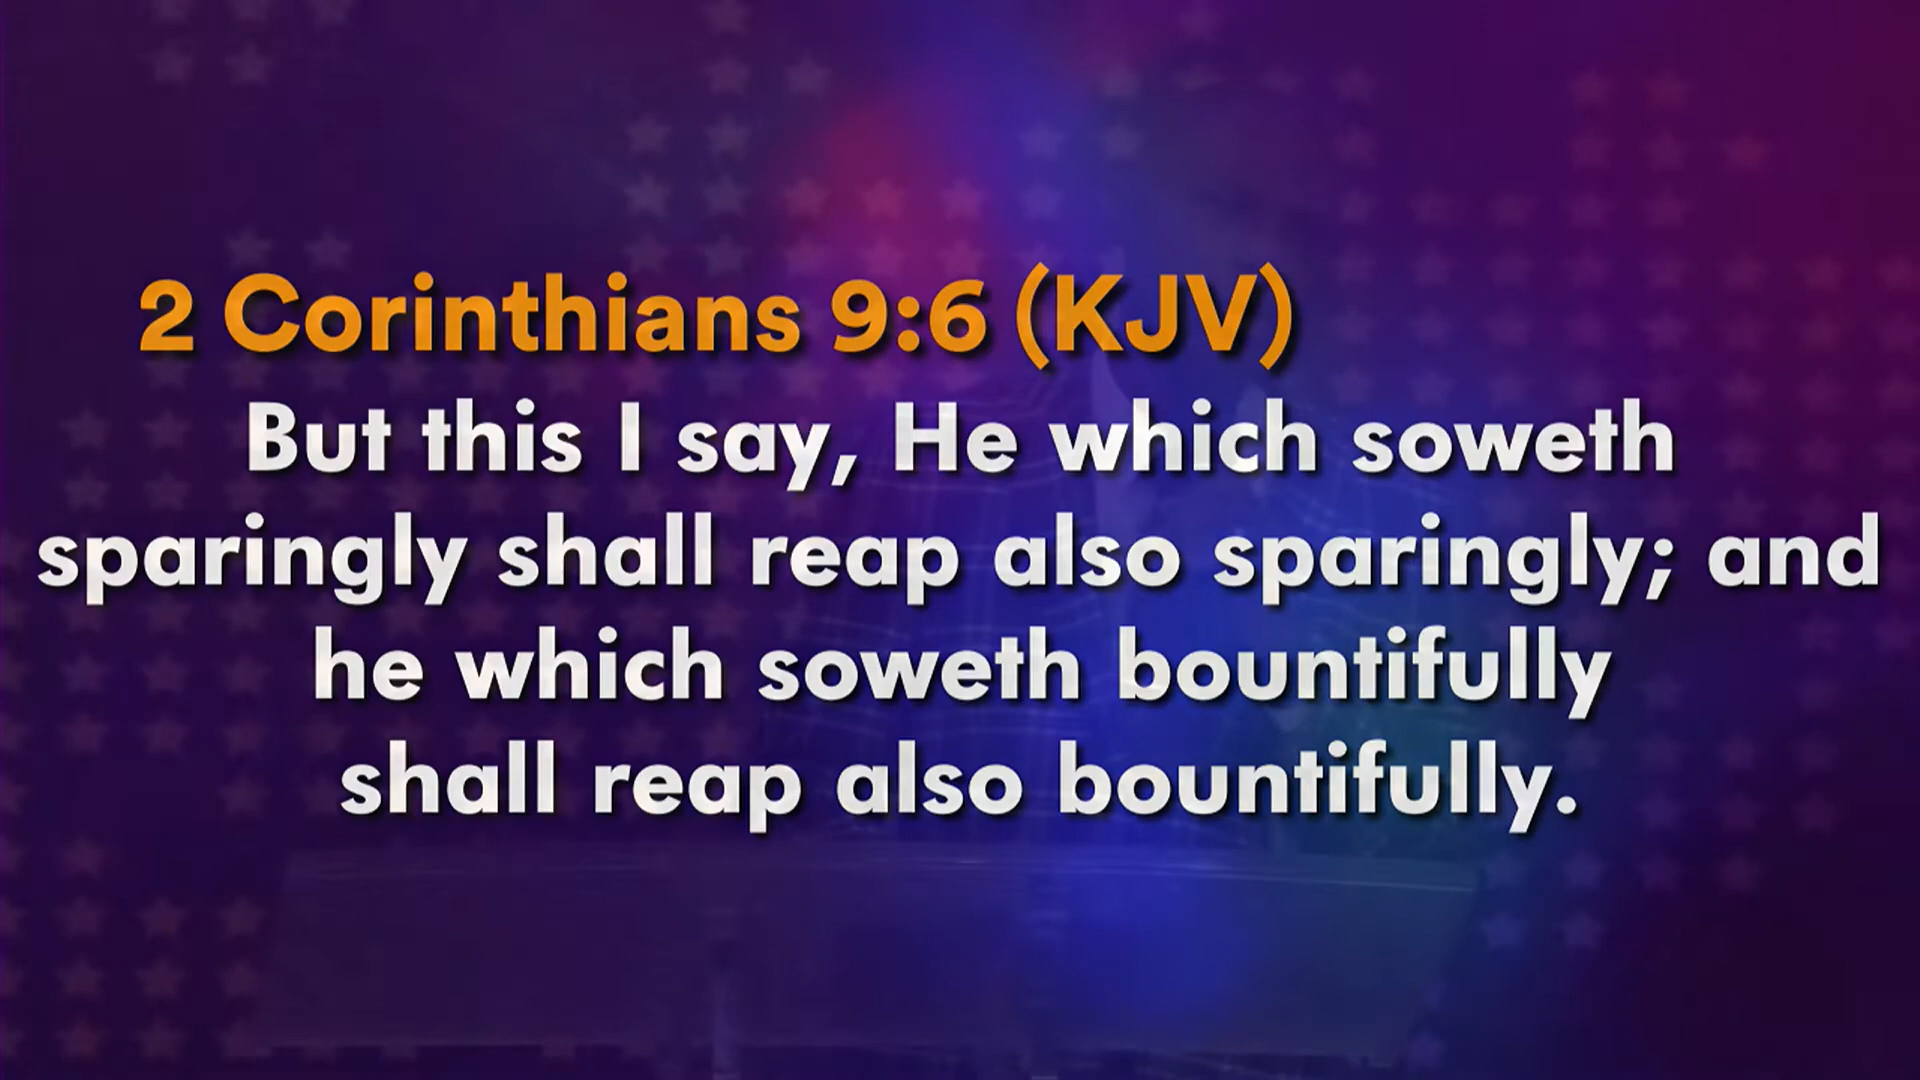 2 Corinthians 9:6 (KJV)
But this I say, He which soweth
sparingly shall reap also sparingly; and
he which soweth bountifully
shall reap also bountifully.